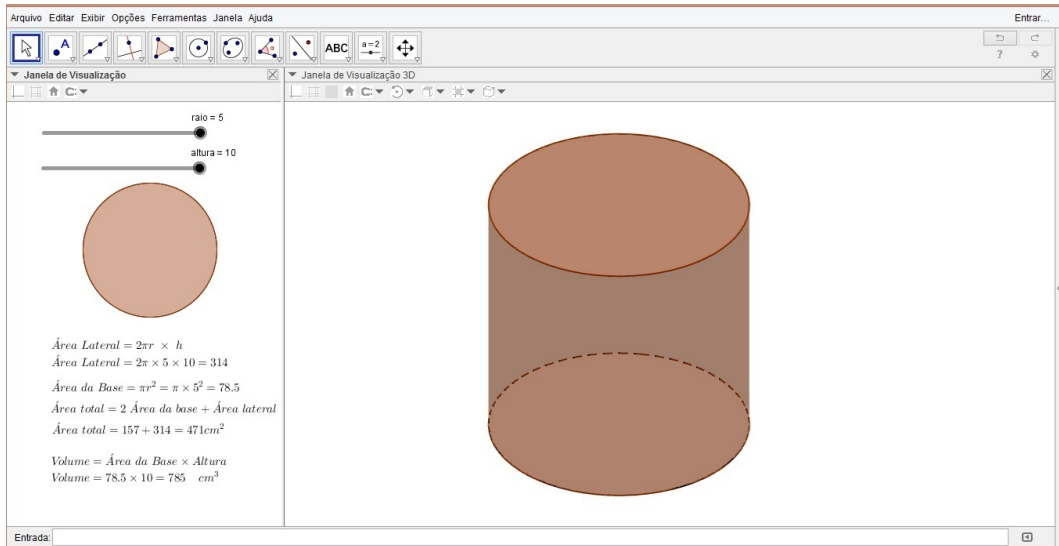 Arquivo Editar Exibir Opções Ferramentas Janela Ajuda
Entrar...
A
ABC
a=2
?
Janela de Visualização
Janela de Visualização 3D
raio = 5
altura = 10
Área Lateral = 2πr × h
Área Lateral = 2π × 5 × 10 = 314
Área da Base = πr² = π × 5² = 78.5
Área total = 2 Área da base + Área lateral
Área total = 157 + 314 = 471cm²
Volume = Área da Base × Altura
Volume = 78.5 × 10 = 785 cm³
Entrada: